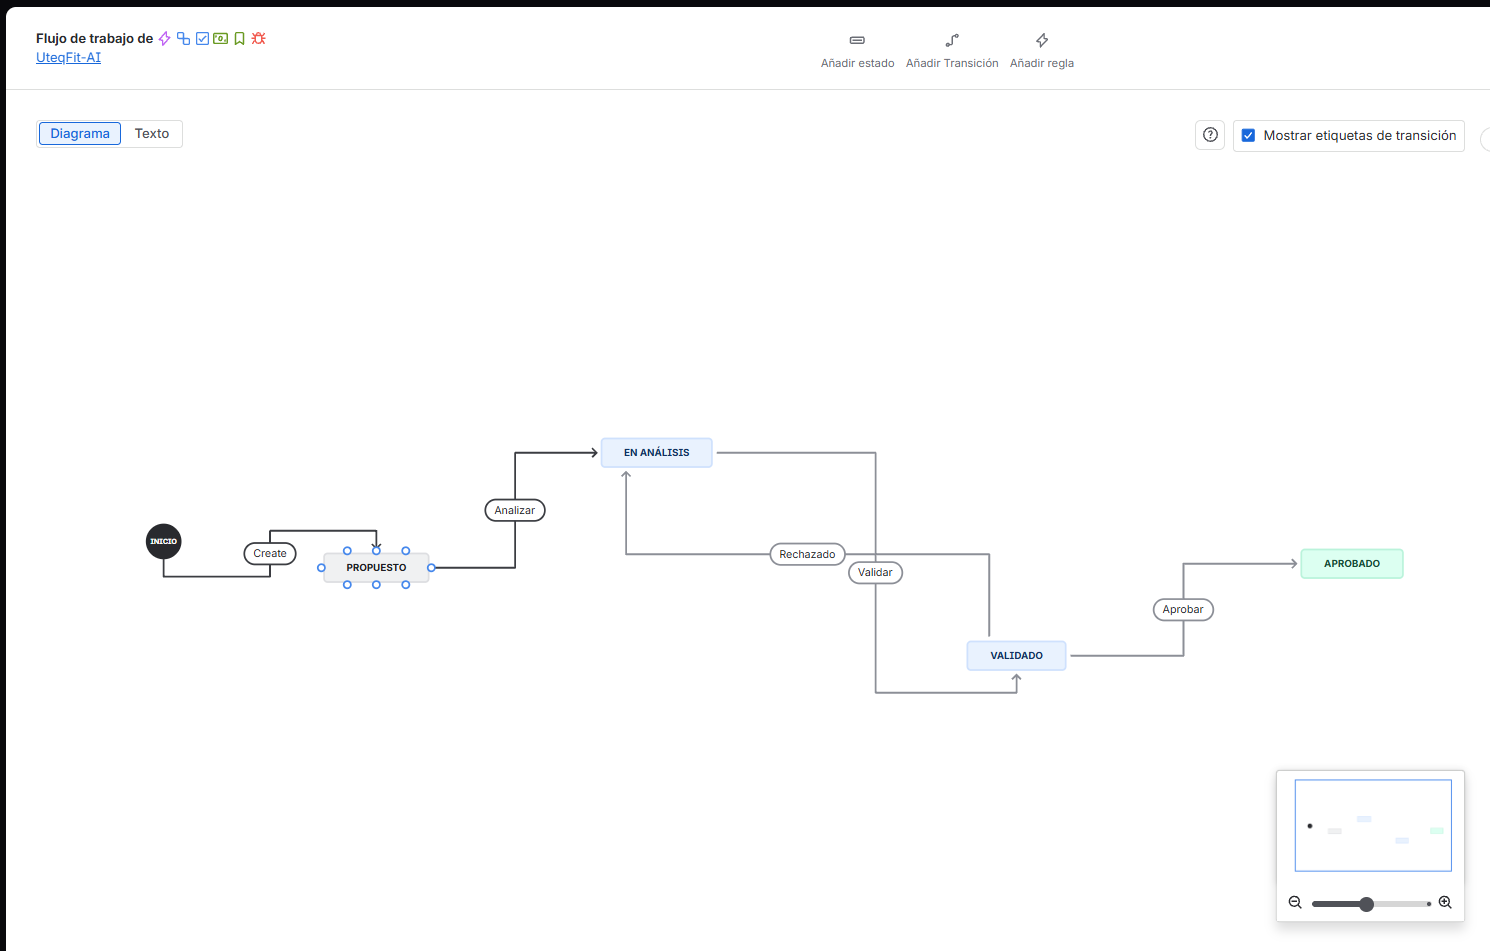 Flujo de trabajo de
UteqFit-AI
Añadir estado
Añadir Transición
Añadir regla
Diagrama
Texto
Mostrar etiquetas de transición
EN ANÁLISIS
Analizar
INICIO
Create
PROPUESTO
Rechazado
Validar
APROBADO
Aprobar
VALIDADO